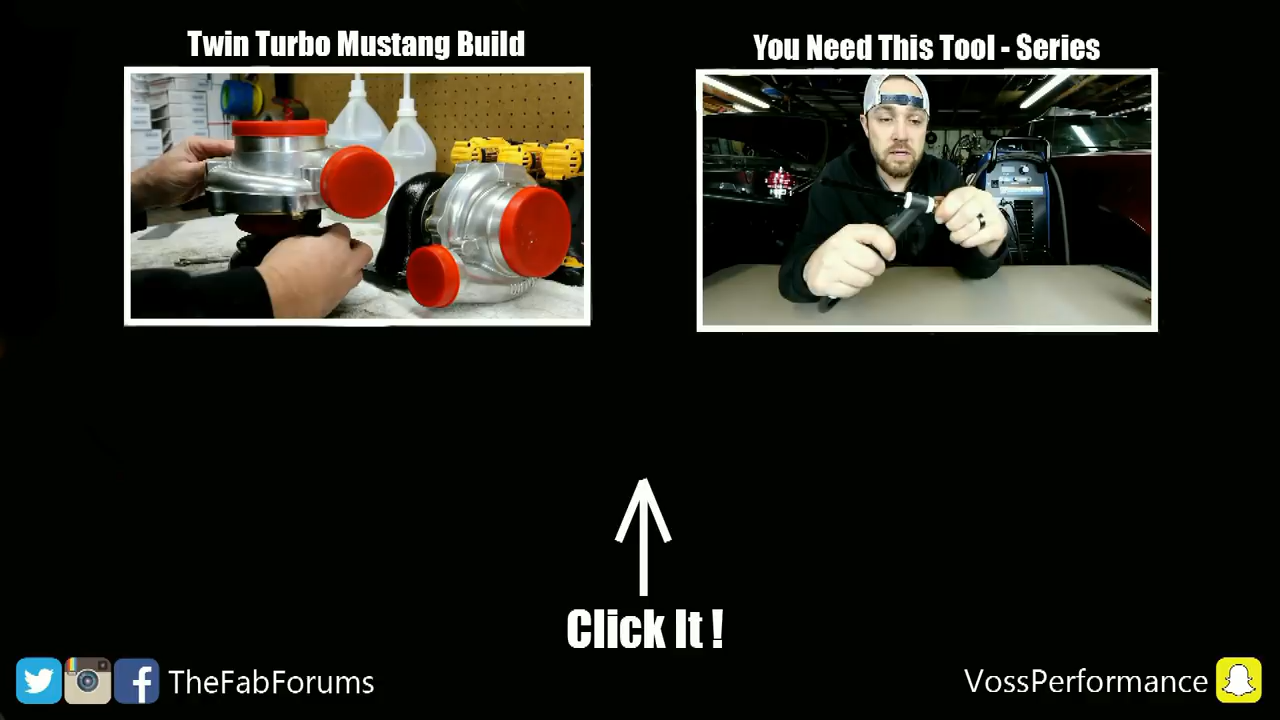 Twin Turbo Mustang Build
You Need This Tool - Series
Click It !
TheFabForums
VossPerformance